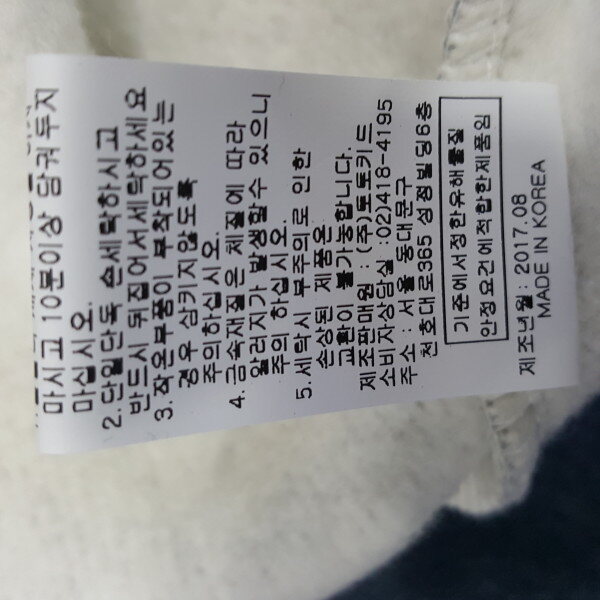 마시고 10분이상 담궈 두지
마십시오.
2.단일단독 손세탁하시고
반드시 뒤집어서세탁하세요
3.작은부품이 부착되어있는
경우 삼키지않도록
주의하십시오.
4. 금속재질은 체질에 따라
알러지가 발생할수 있으니
주의 하십시오.
5.세탁시 부주의로 인한
손상된 제품은
교환이 불가능합니다.
제조판매원 : (주)토토키드
소비자상담실 :02)418-4195
주소 : 서울 동대문구
천호대로365 성정빌딩6층
기준에서정한유해물질
안정요건에적합한제품임
제조년월 : 2017.08
MADE IN KOREA